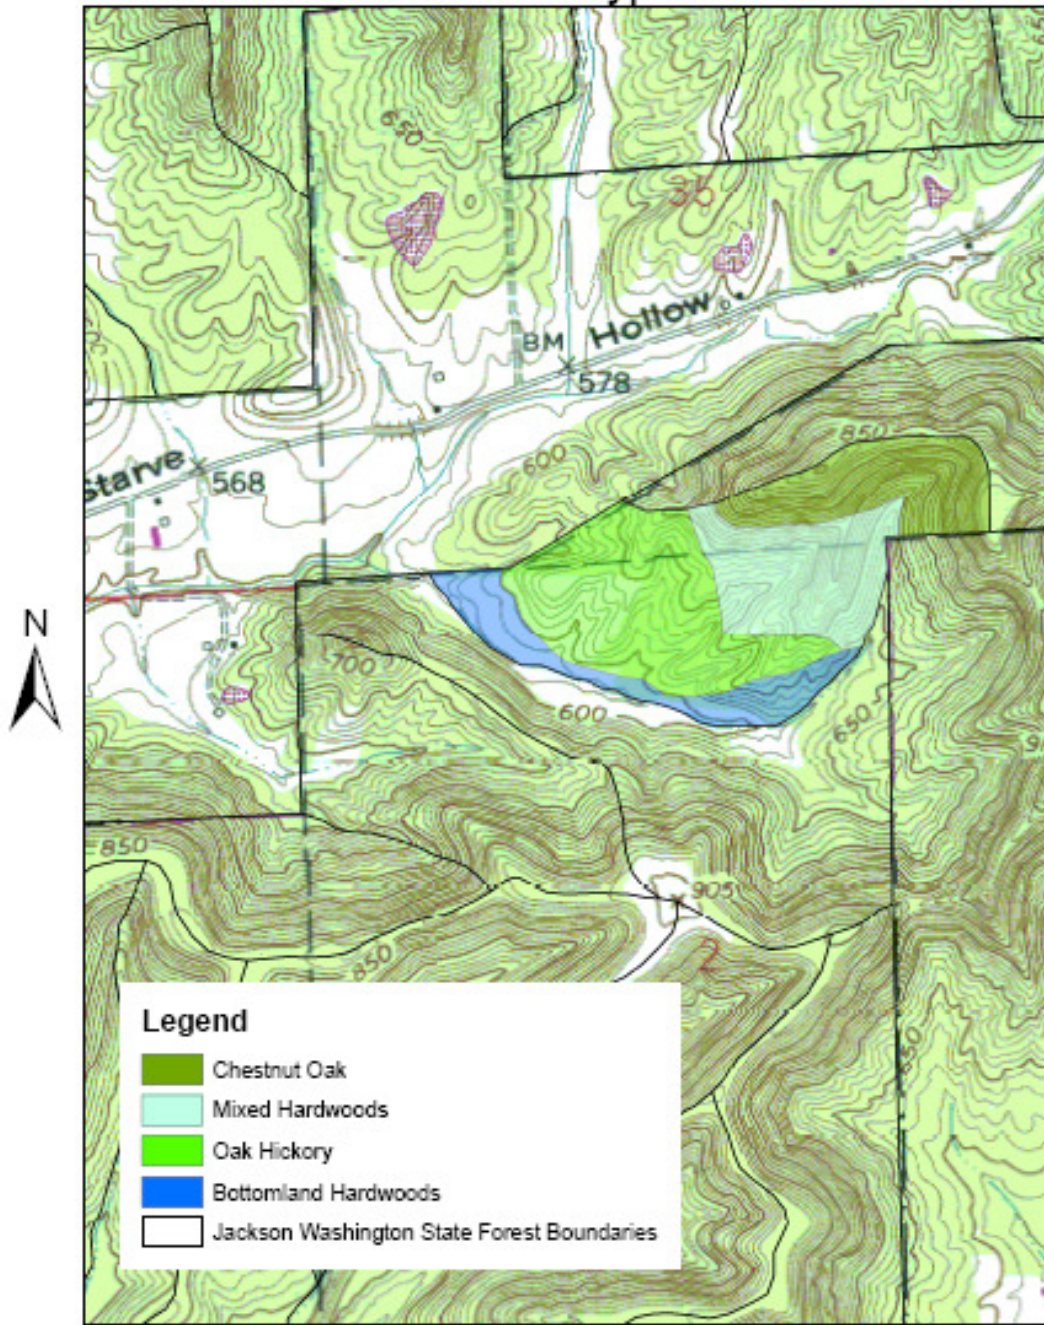 650
35
BM
Hollow
578
Starve
568
600
850
N
700
600
650
850
905
850
2
650
Legend
Chestnut Oak
Mixed Hardwoods
Oak Hickory
Bottomland Hardwoods
Jackson Washington State Forest Boundaries